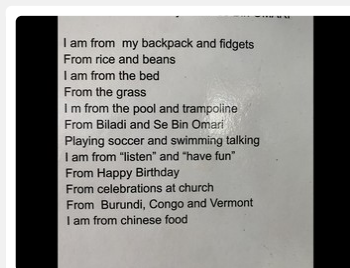 I am from my backpack and fidgets
From rice and beans
I am from the bed
From the grass
I m from the pool and trampoline
From Biladi and Se Bin Omari
Playing soccer and swimming talking
I am from “listen” and “have fun”
From Happy Birthday
From celebrations at church
From Burundi, Congo and Vermont
I am from chinese food